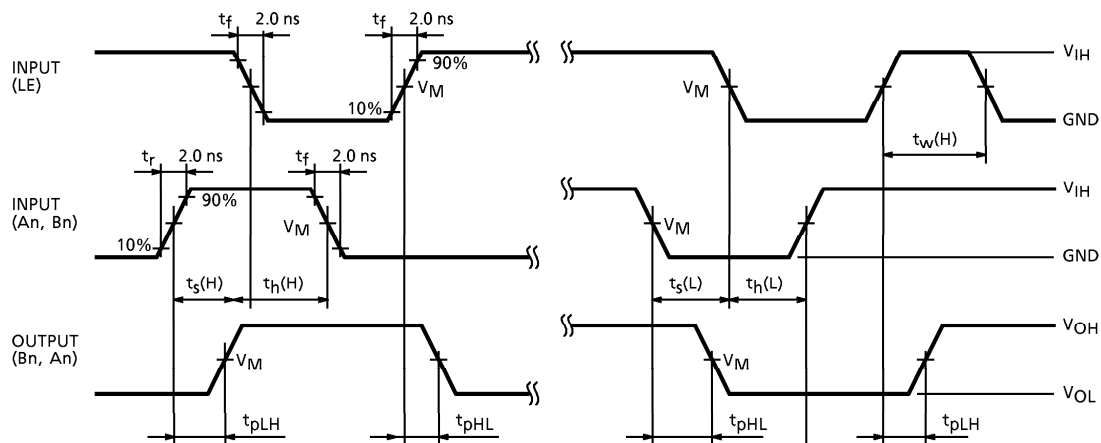 tf 2.0 ns tf 2.0 ns
INPUT
(LE)
90%
VM
10%
VM
VIH
GND
tw(H)
tr 2.0 ns tf 2.0 ns
INPUT
(An, Bn)
90%
VM
10%
VM
VIH
GND
ts(H) th(H) ts(L) th(L)
OUTPUT
(Bn, An)
VM
VM
VOH
VOL
tpLH tpHL tpHL tpLH